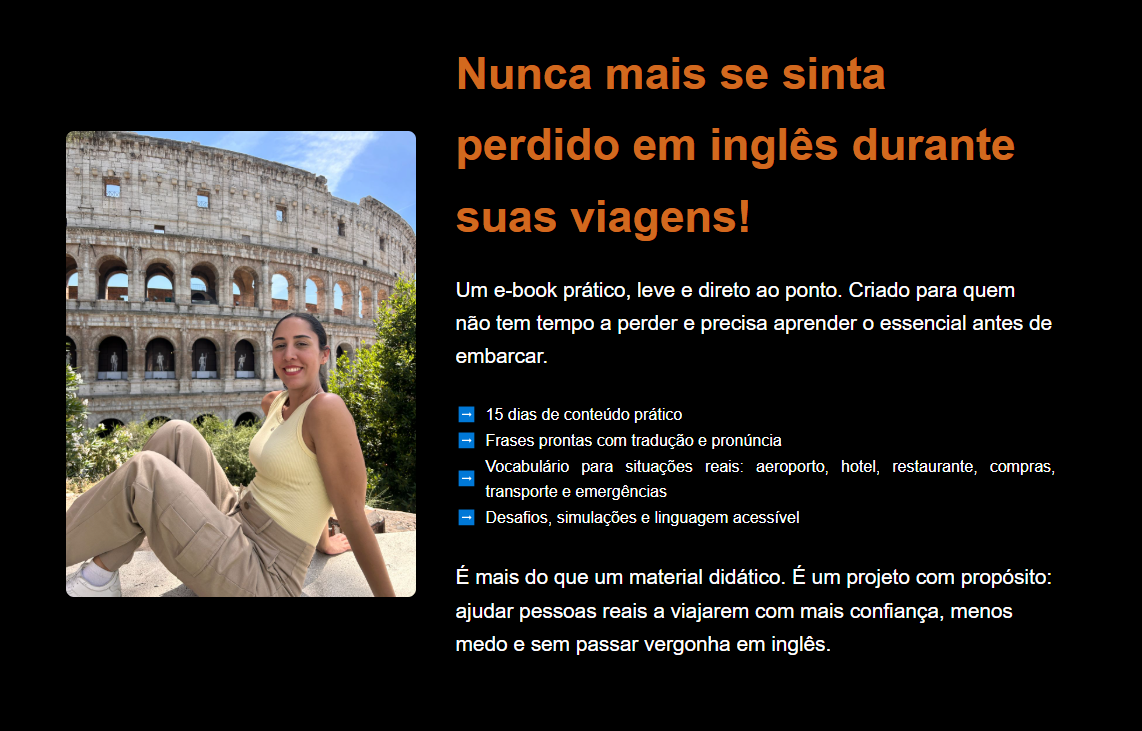 Nunca mais se sinta
perdido em inglês durante
suas viagens!
Um e-book prático, leve e direto ao ponto. Criado para quem
não tem tempo a perder e precisa aprender o essencial antes de
embarcar.
➡ 15 dias de conteúdo prático
➡ Frases prontas com tradução e pronúncia
➡ Vocabulário para situações reais: aeroporto, hotel, restaurante, compras,
transporte e emergências
➡ Desafios, simulações e linguagem acessível
É mais do que um material didático. É um projeto com propósito:
ajudar pessoas reais a viajarem com mais confiança, menos
medo e sem passar vergonha em inglês.